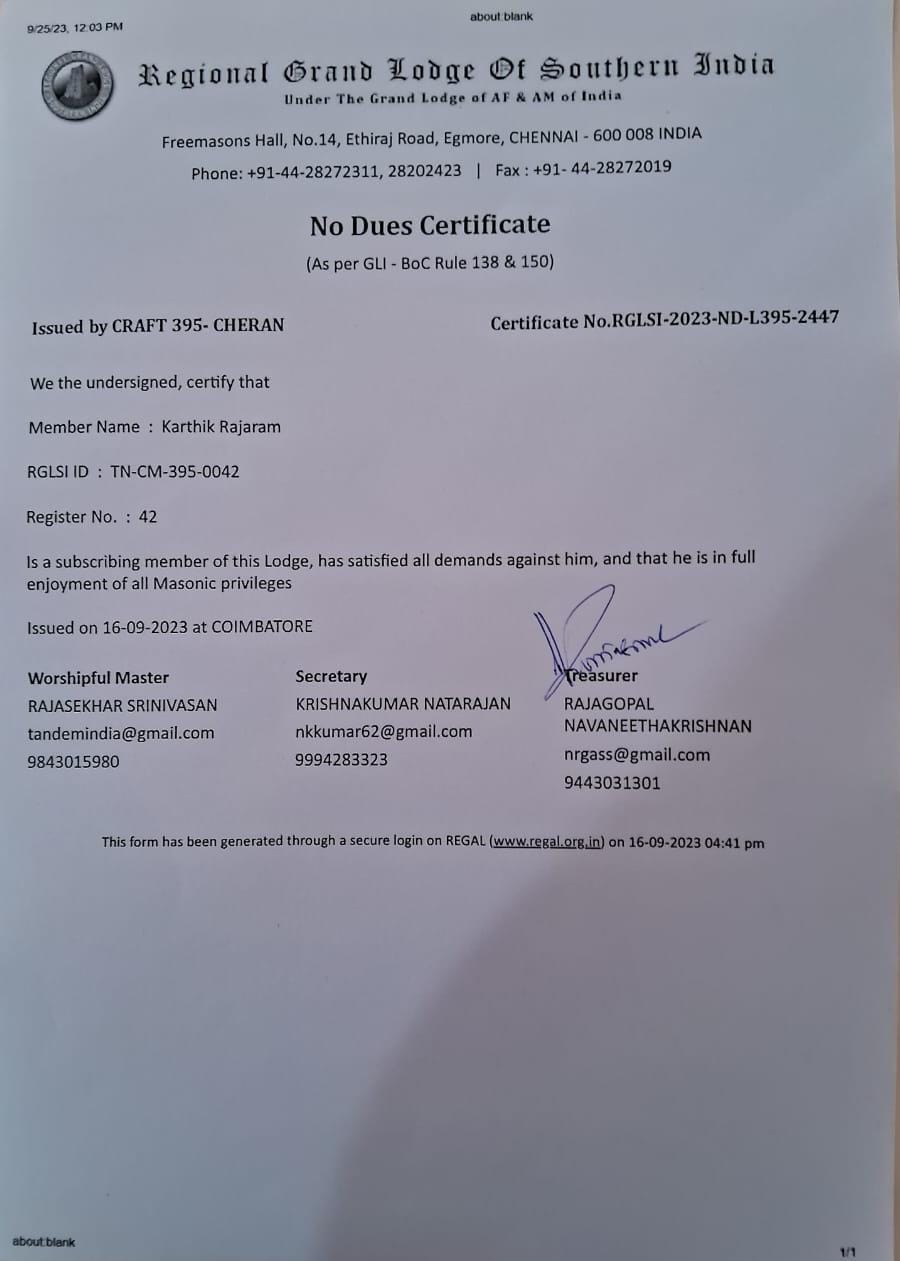 9/25/23, 12:03 PM
about:blank
Regional Grand Lodge Of Southern India
Under The Grand Lodge of AF & AM of India
Freemasons Hall, No.14, Ethiraj Road, Egmore, CHENNAI - 600 008 INDIA
Phone: +91-44-28272311, 28202423 | Fax : +91- 44-28272019
No Dues Certificate
(As per GLI - BoC Rule 138 & 150)
Issued by CRAFT 395- CHERAN
Certificate No.RGLSI-2023-ND-L395-2447
We the undersigned, certify that
Member Name : Karthik Rajaram
RGLSI ID : TN-CM-395-0042
Register No. : 42
Is a subscribing member of this Lodge, has satisfied all demands against him, and that he is in full
enjoyment of all Masonic privileges
Issued on 16-09-2023 at COIMBATORE
Worshipful Master
RAJASEKHAR SRINIVASAN
tandemindia@gmail.com
9843015980
Secretary
KRISHNAKUMAR NATARAJAN
nkkumar62@gmail.com
9994283323
Treasurer
RAJAGOPAL
NAVANEETHAKRISHNAN
nrgass@gmail.com
9443031301
This form has been generated through a secure login on REGAL (www.regal.org.in) on 16-09-2023 04:41 pm
about:blank
1/1